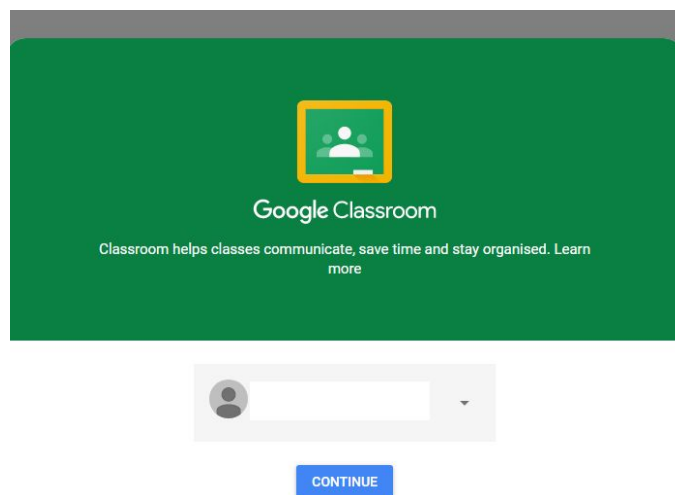 Google Classroom
Classroom helps classes communicate, save time and stay organised. Learn
more
CONTINUE